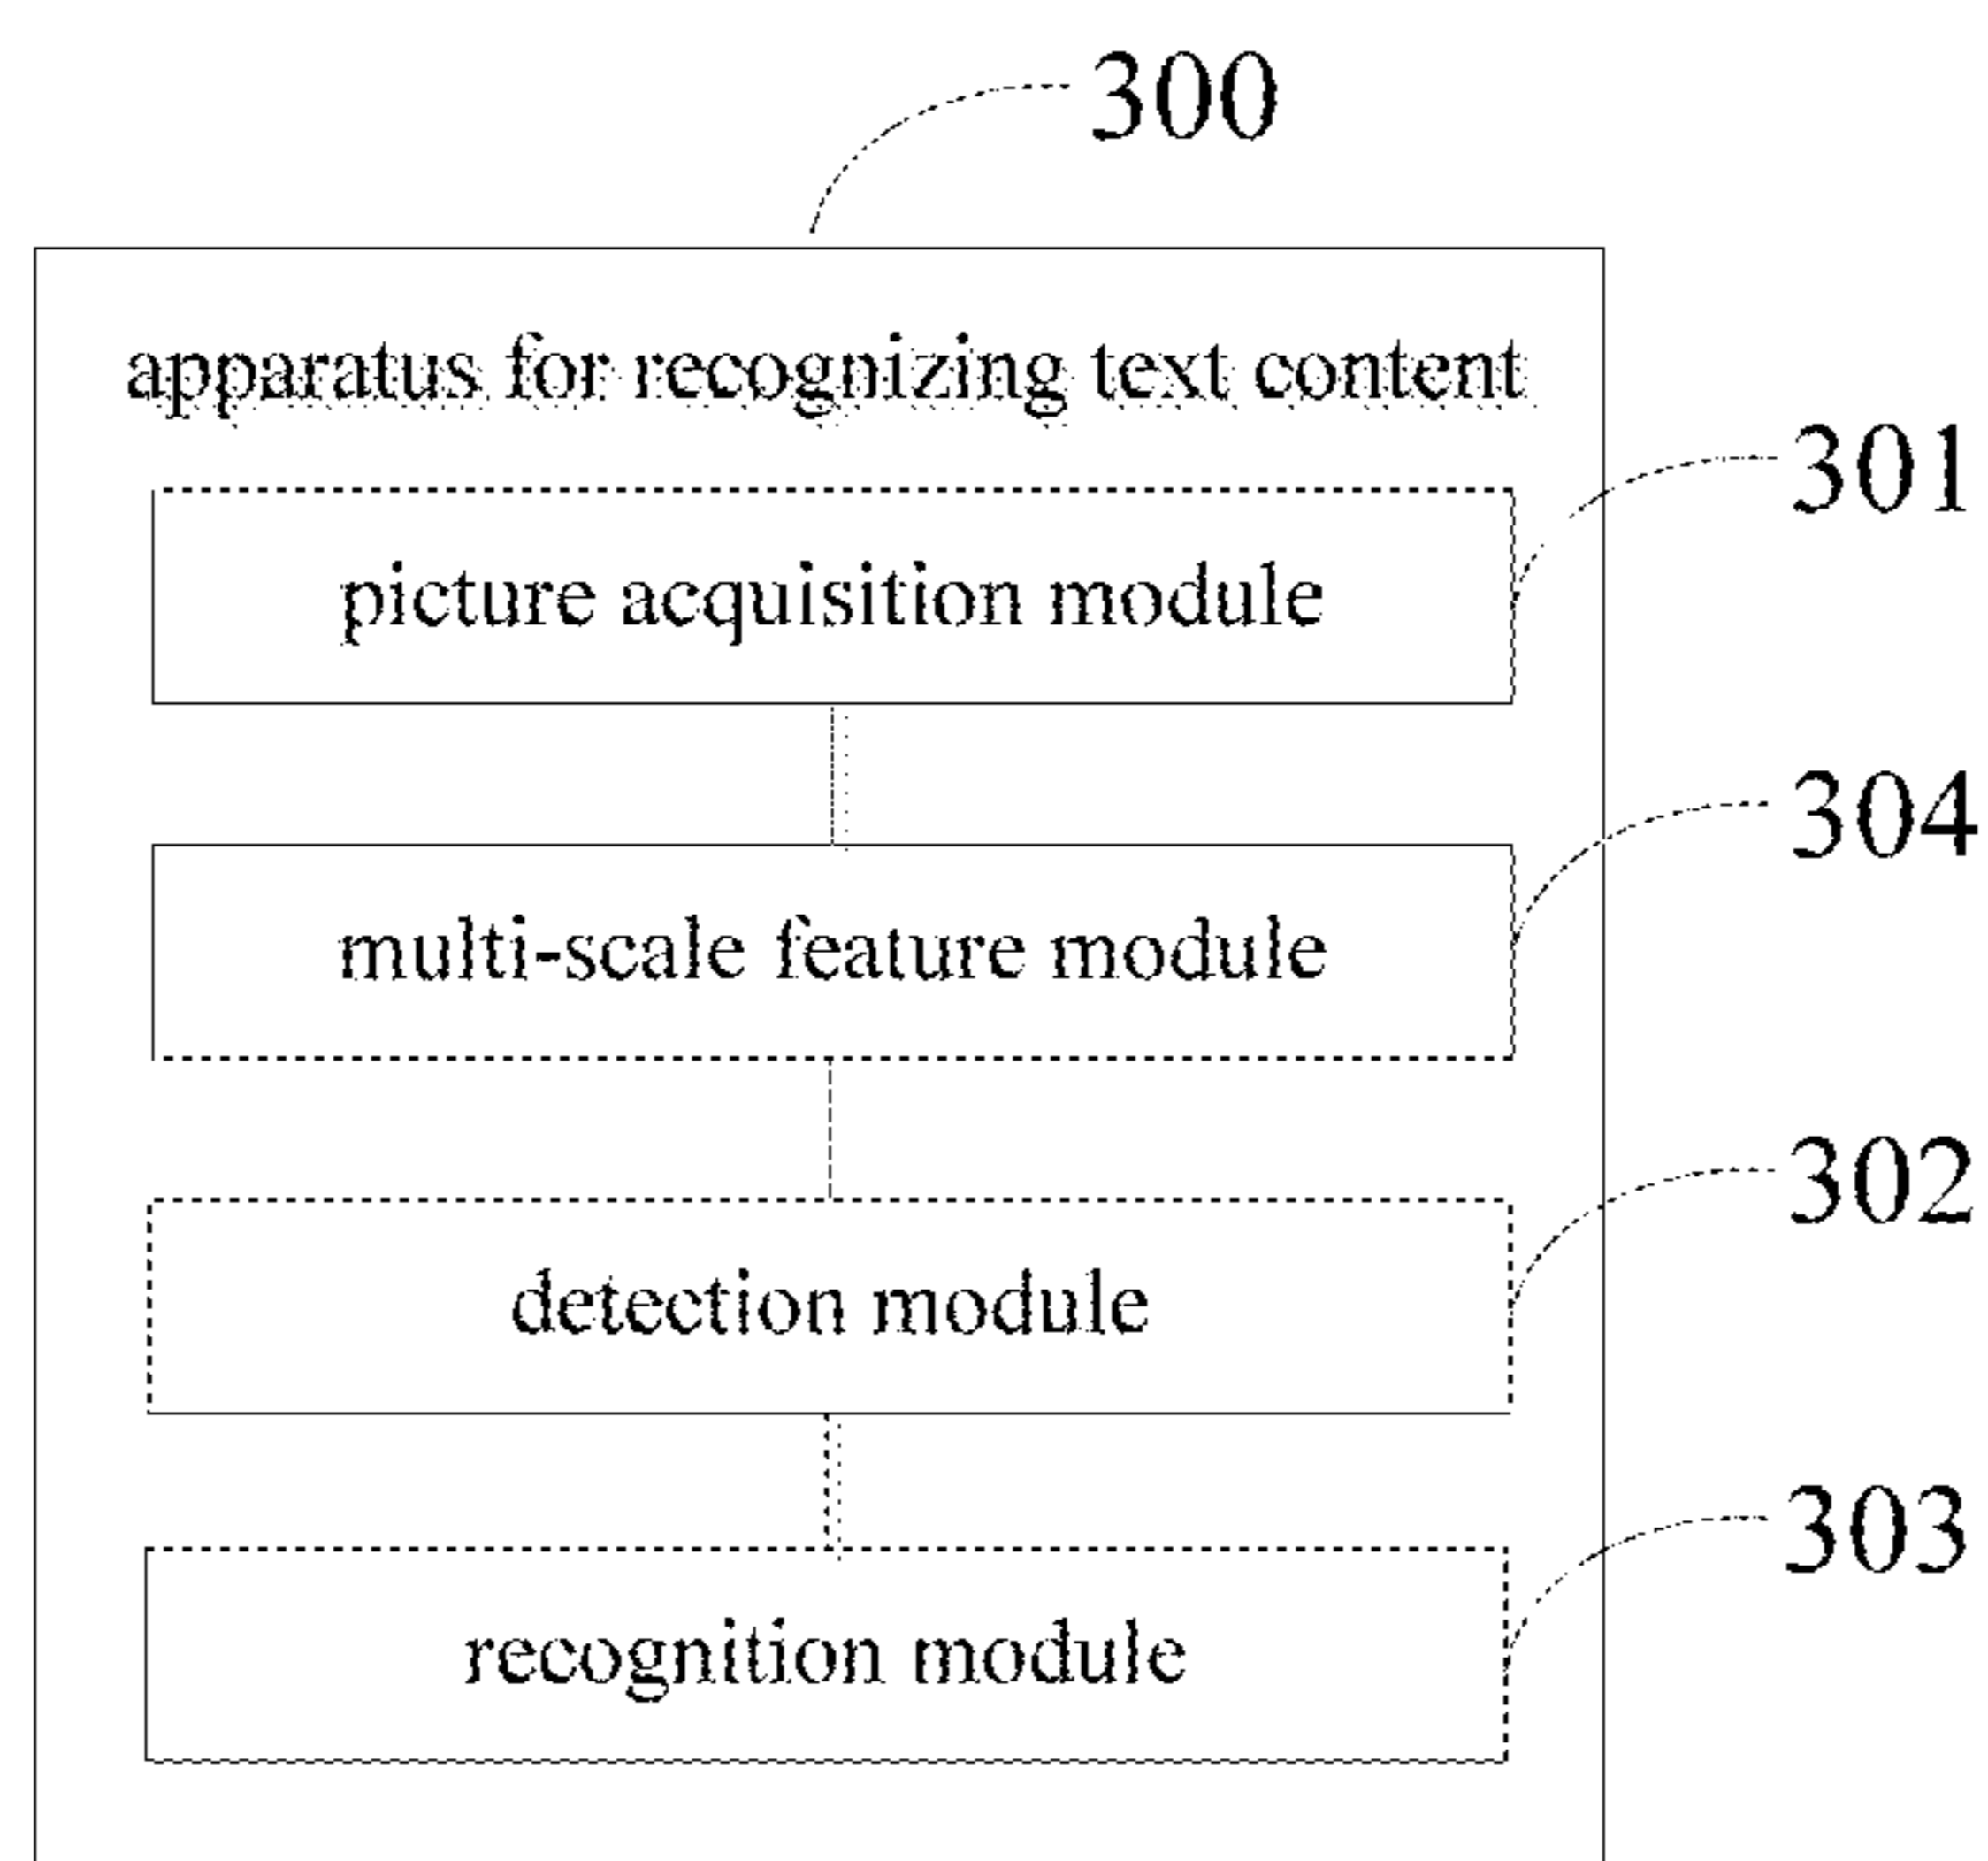 300
apparatus for recognizing text content
301
picture acquisition module
304
multi-scale feature module
302
detection module
303
recognition module